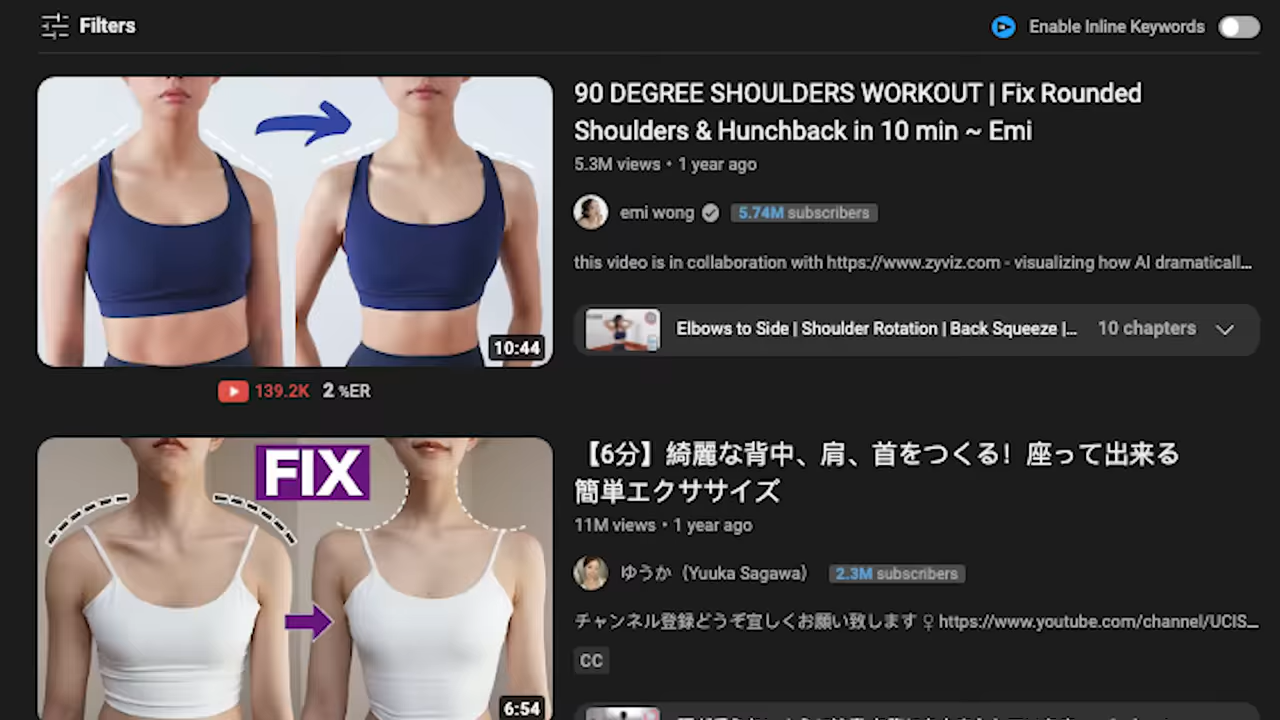 Filters
Enable Inline Keywords
90 DEGREE SHOULDERS WORKOUT | Fix Rounded
Shoulders & Hunchback in 10 min ~ Emi
5.3M views • 1 year ago
emi wong
5.74M subscribers
this video is in collaboration with https://www.zyviz.com - visualizing how AI dramaticall...
Elbows to Side | Shoulder Rotation | Back Squeeze |...
10 chapters
10:44
139.2K 2 %ER
FIX
【6分】綺麗な背中、肩、首をつくる！座って出来る
簡単エクササイズ
11M views • 1 year ago
ゆうか（Yuuka Sagawa）
2.3M subscribers
チャンネル登録どうぞ宜しくお願い致します♀ https://www.youtube.com/channel/UCIS...
CC
6:54